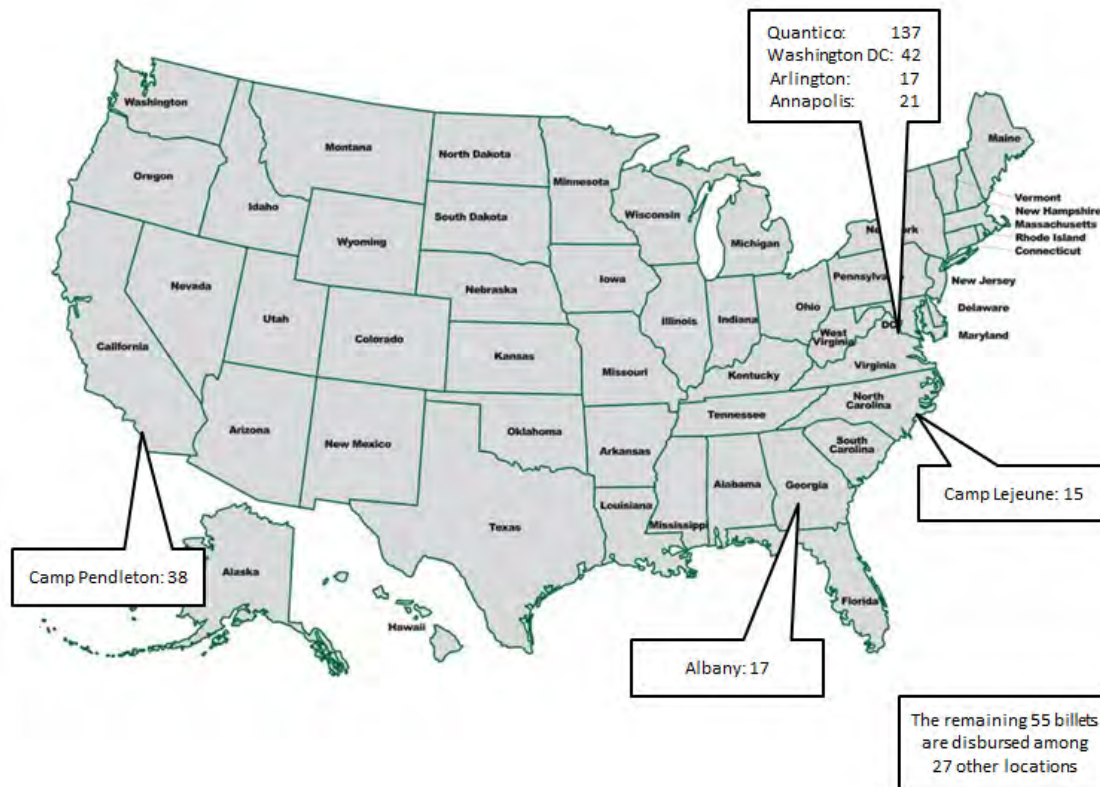 Quantico: 137
Washington DC: 42
Arlington: 17
Annapolis: 21
Washington
Montana
North Dakota
Minnesota
Maine
Oregon
Idaho
South Dakota
Wisconsin
Michigan
New York
Vermont
New Hampshire
Massachusetts
Rhode Island
Connecticut
Wyoming
Nevada
Nebraska
Iowa
Pennsylvania
New Jersey
Utah
Colorado
Illinois
Indiana
Ohio
Delaware
California
Kansas
Missouri
West
Virginia
DC
Maryland
Kentucky
Virginia
Arizona
New Mexico
Oklahoma
Arkansas
Tennessee
North
Carolina
South
Carolina
Texas
Louisiana
Mississippi
Alabama
Georgia
Camp Lejeune: 15
Camp Pendleton: 38
Alaska
Hawaii
Florida
Albany: 17
The remaining 55 billets
are disbursed among
27 other locations